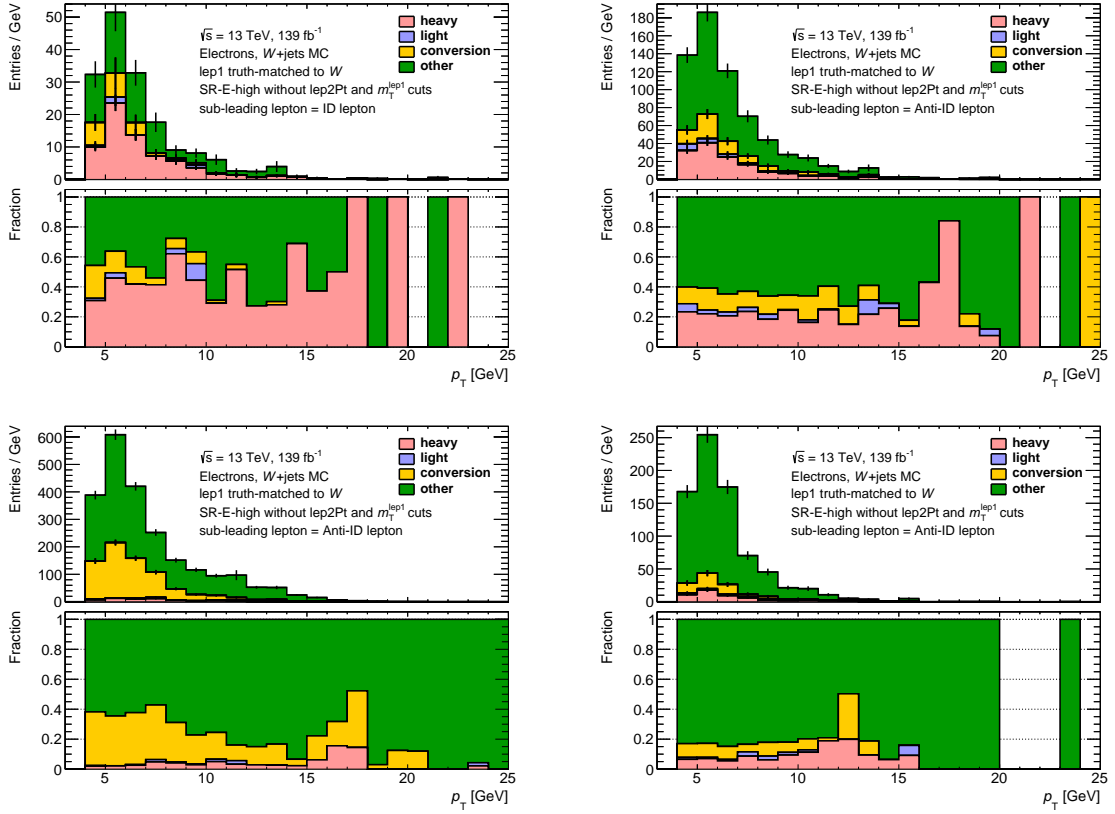 Entries / GeV
50
40
30
20
10
0
√s = 13 TeV, 139 fb⁻¹
Electrons, W+jets MC
lep1 truth-matched to W
SR-E-high without lep2Pt and m_T^lep1 cuts
sub-leading lepton = ID lepton
heavy
light
conversion
other
Fraction
1
0.8
0.6
0.4
0.2
0
5 10 15 20 25
p_T [GeV]
Entries / GeV
180
160
140
120
100
80
60
40
20
0
√s = 13 TeV, 139 fb⁻¹
Electrons, W+jets MC
lep1 truth-matched to W
SR-E-high without lep2Pt and m_T^lep1 cuts
sub-leading lepton = Anti-ID lepton
heavy
light
conversion
other
Fraction
1
0.8
0.6
0.4
0.2
0
5 10 15 20 25
p_T [GeV]
Entries / GeV
600
500
400
300
200
100
0
√s = 13 TeV, 139 fb⁻¹
Electrons, W+jets MC
lep1 truth-matched to W
SR-E-high without lep2Pt and m_T^lep1 cuts
sub-leading lepton = Anti-ID lepton
heavy
light
conversion
other
Fraction
1
0.8
0.6
0.4
0.2
0
5 10 15 20 25
p_T [GeV]
Entries / GeV
250
200
150
100
50
0
√s = 13 TeV, 139 fb⁻¹
Electrons, W+jets MC
lep1 truth-matched to W
SR-E-high without lep2Pt and m_T^lep1 cuts
sub-leading lepton = Anti-ID lepton
heavy
light
conversion
other
Fraction
1
0.8
0.6
0.4
0.2
0
5 10 15 20 25
p_T [GeV]